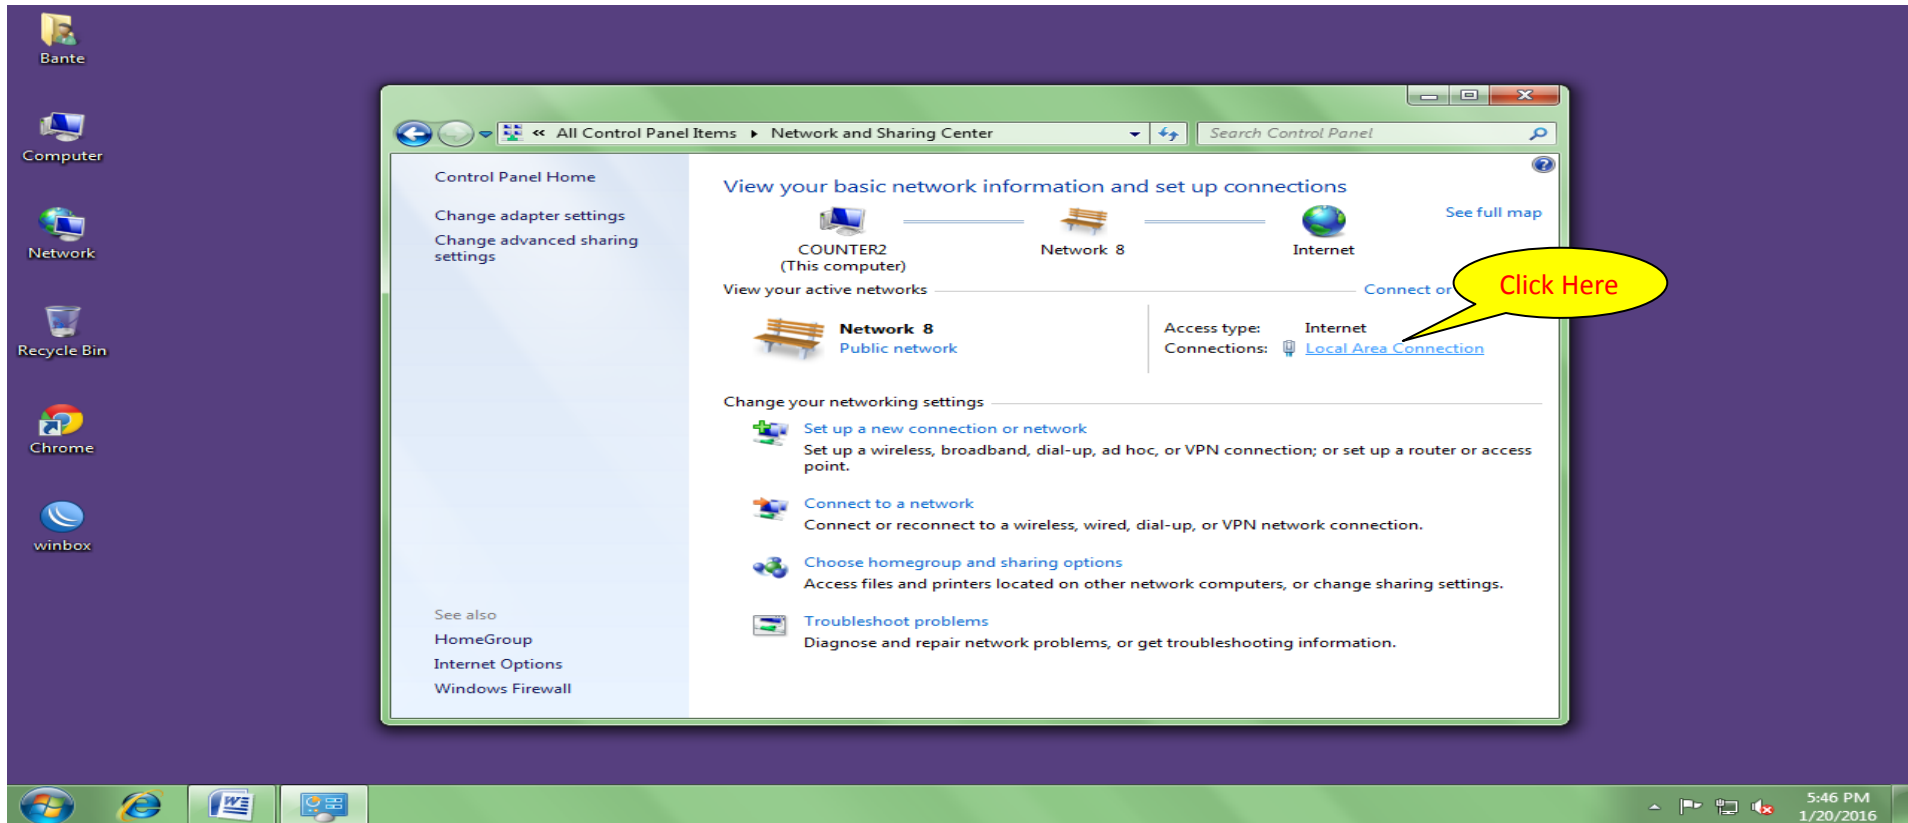 Bante
Computer
Network
Recycle Bin
Chrome
winbox
« All Control Panel Items ▸ Network and Sharing Center
Search Control Panel
Control Panel Home
Change adapter settings
Change advanced sharing
settings
See also
HomeGroup
Internet Options
Windows Firewall
View your basic network information and set up connections
See full map
COUNTER2
(This computer)
Network 8
Internet
View your active networks
Connect or
Click Here
Network 8
Public network
Access type: Internet
Connections: Local Area Connection
Change your networking settings
Set up a new connection or network
Set up a wireless, broadband, dial-up, ad hoc, or VPN connection; or set up a router or access
point.
Connect to a network
Connect or reconnect to a wireless, wired, dial-up, or VPN network connection.
Choose homegroup and sharing options
Access files and printers located on other network computers, or change sharing settings.
Troubleshoot problems
Diagnose and repair network problems, or get troubleshooting information.
5:46 PM
1/20/2016